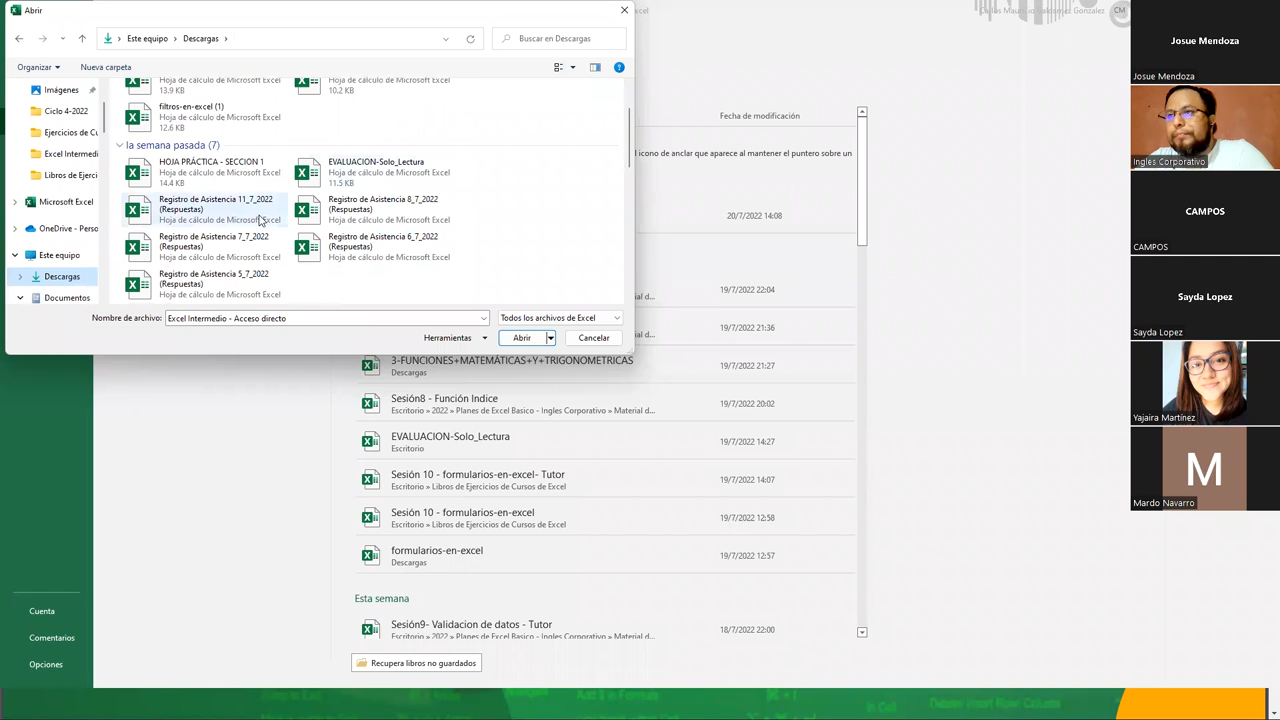 Abrir
Este equipo
Descargas
Buscar en Descargas
Organizar
Nueva carpeta
Imágenes
Ciclo 4-2022
Ejercicios de Cu
Excel Intermedi
Libros de Ejerci
Microsoft Excel
OneDrive - Perso
Este equipo
Descargas
Documentos
Hoja de cálculo de Microsoft Excel
13.9 KB
Hoja de cálculo de Microsoft Excel
10.2 KB
filtros-en-excel (1)
Hoja de cálculo de Microsoft Excel
12.6 KB
la semana pasada (7)
HOJA PRÁCTICA - SECCION 1
Hoja de cálculo de Microsoft Excel
14.4 KB
EVALUACION-Solo_Lectura
Hoja de cálculo de Microsoft Excel
11.5 KB
Registro de Asistencia 11_7_2022
(Respuestas)
Hoja de cálculo de Microsoft Excel
Registro de Asistencia 8_7_2022
(Respuestas)
Hoja de cálculo de Microsoft Excel
Registro de Asistencia 7_7_2022
(Respuestas)
Hoja de cálculo de Microsoft Excel
Registro de Asistencia 6_7_2022
(Respuestas)
Hoja de cálculo de Microsoft Excel
Registro de Asistencia 5_7_2022
(Respuestas)
Hoja de cálculo de Microsoft Excel
Nombre de archivo:
Excel Intermedio - Acceso directo
Todos los archivos de Excel
Herramientas
Abrir
Cancelar
CM
Fecha de modificación
icono de anclar que aparece al mantener el puntero sobre un
20/7/2022 14:08
19/7/2022 22:04
19/7/2022 21:36
3-FUNCIONES+MATEMÁTICAS+Y+TRIGONOMETRICAS
Descargas
19/7/2022 21:27
Sesión8 - Función Indice
Escritorio » 2022 » Planes de Excel Basico - Ingles Corporativo » Material d...
19/7/2022 20:02
EVALUACION-Solo_Lectura
Escritorio
19/7/2022 14:27
Sesión 10 - formularios-en-excel- Tutor
Escritorio » Libros de Ejercicios de Cursos de Excel
19/7/2022 14:07
Sesión 10 - formularios-en-excel
Escritorio » Libros de Ejercicios de Cursos de Excel
19/7/2022 12:58
formularios-en-excel
Descargas
19/7/2022 12:57
Esta semana
Sesión9- Validacion de datos - Tutor
Escritorio » 2022 » Planes de Excel Basico - Ingles Corporativo » Material d...
18/7/2022 22:00
Recupera libros no guardados
Cuenta
Comentarios
Opciones
Josue Mendoza
Josue Mendoza
Ingles Corporativo
CAMPOS
CAMPOS
Sayda Lopez
Sayda Lopez
Yajaira Martínez
M
Mardo Navarro